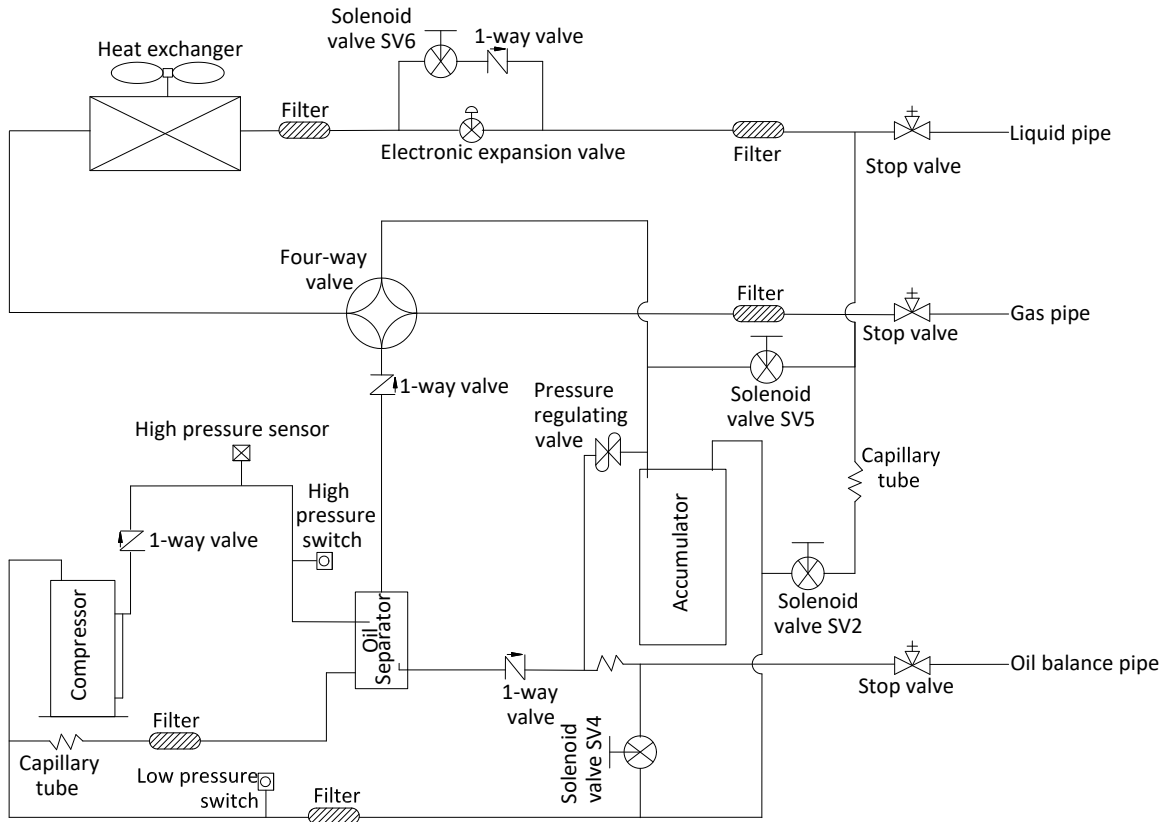 Solenoid
valve SV6
1-way valve
Heat exchanger
Filter
Electronic expansion valve
Filter
Stop valve
Liquid pipe
Four-way
valve
Filter
Stop valve
Gas pipe
1-way valve
Pressure
regulating
valve
Solenoid
valve SV5
High pressure sensor
High
pressure
switch
1-way valve
Capillary
tube
Accumulator
Solenoid
valve SV2
Compressor
Oil
Separator
1-way
valve
Stop valve
Oil balance pipe
Filter
Capillary
tube
Solenoid
valve SV4
Low pressure
switch
Filter